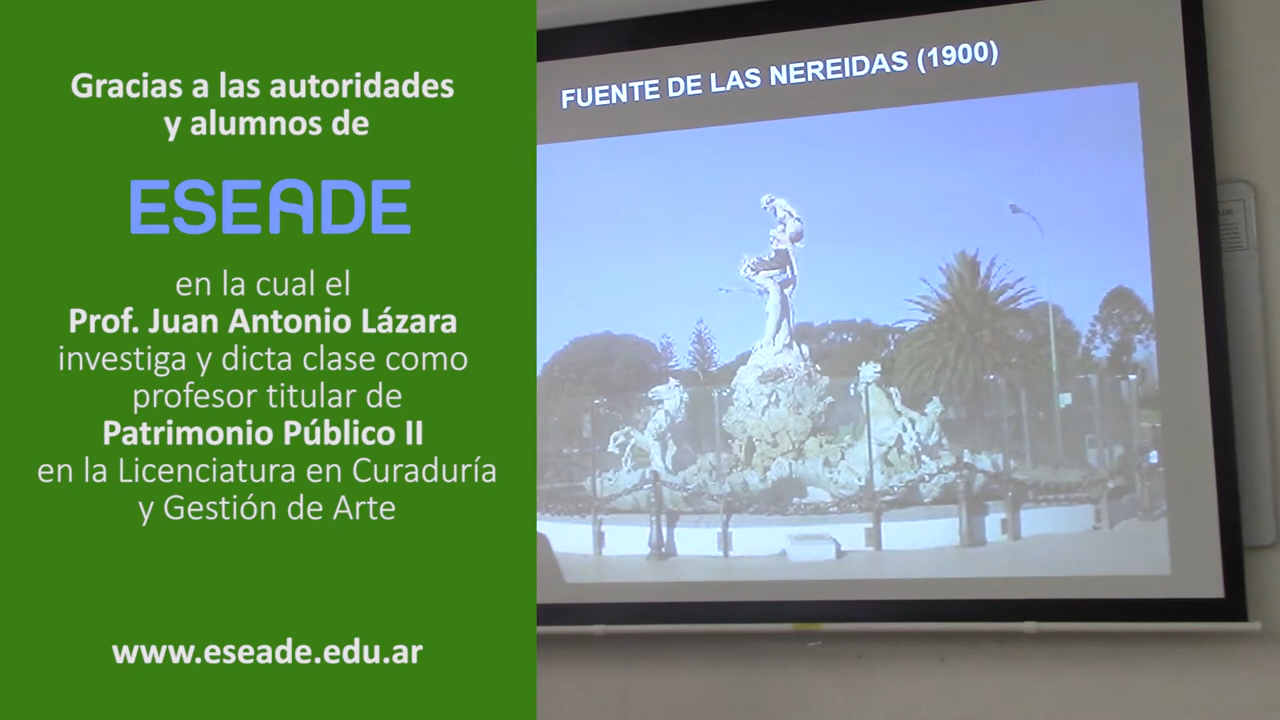 Gracias a las autoridades
y alumnos de
ESEADE
en la cual el
Prof. Juan Antonio Lázara
investiga y dicta clase como
profesor titular de
Patrimonio Público II
en la Licenciatura en Curaduría
y Gestión de Arte
www.eseade.edu.ar
FUENTE DE LAS NEREIDAS (1900)